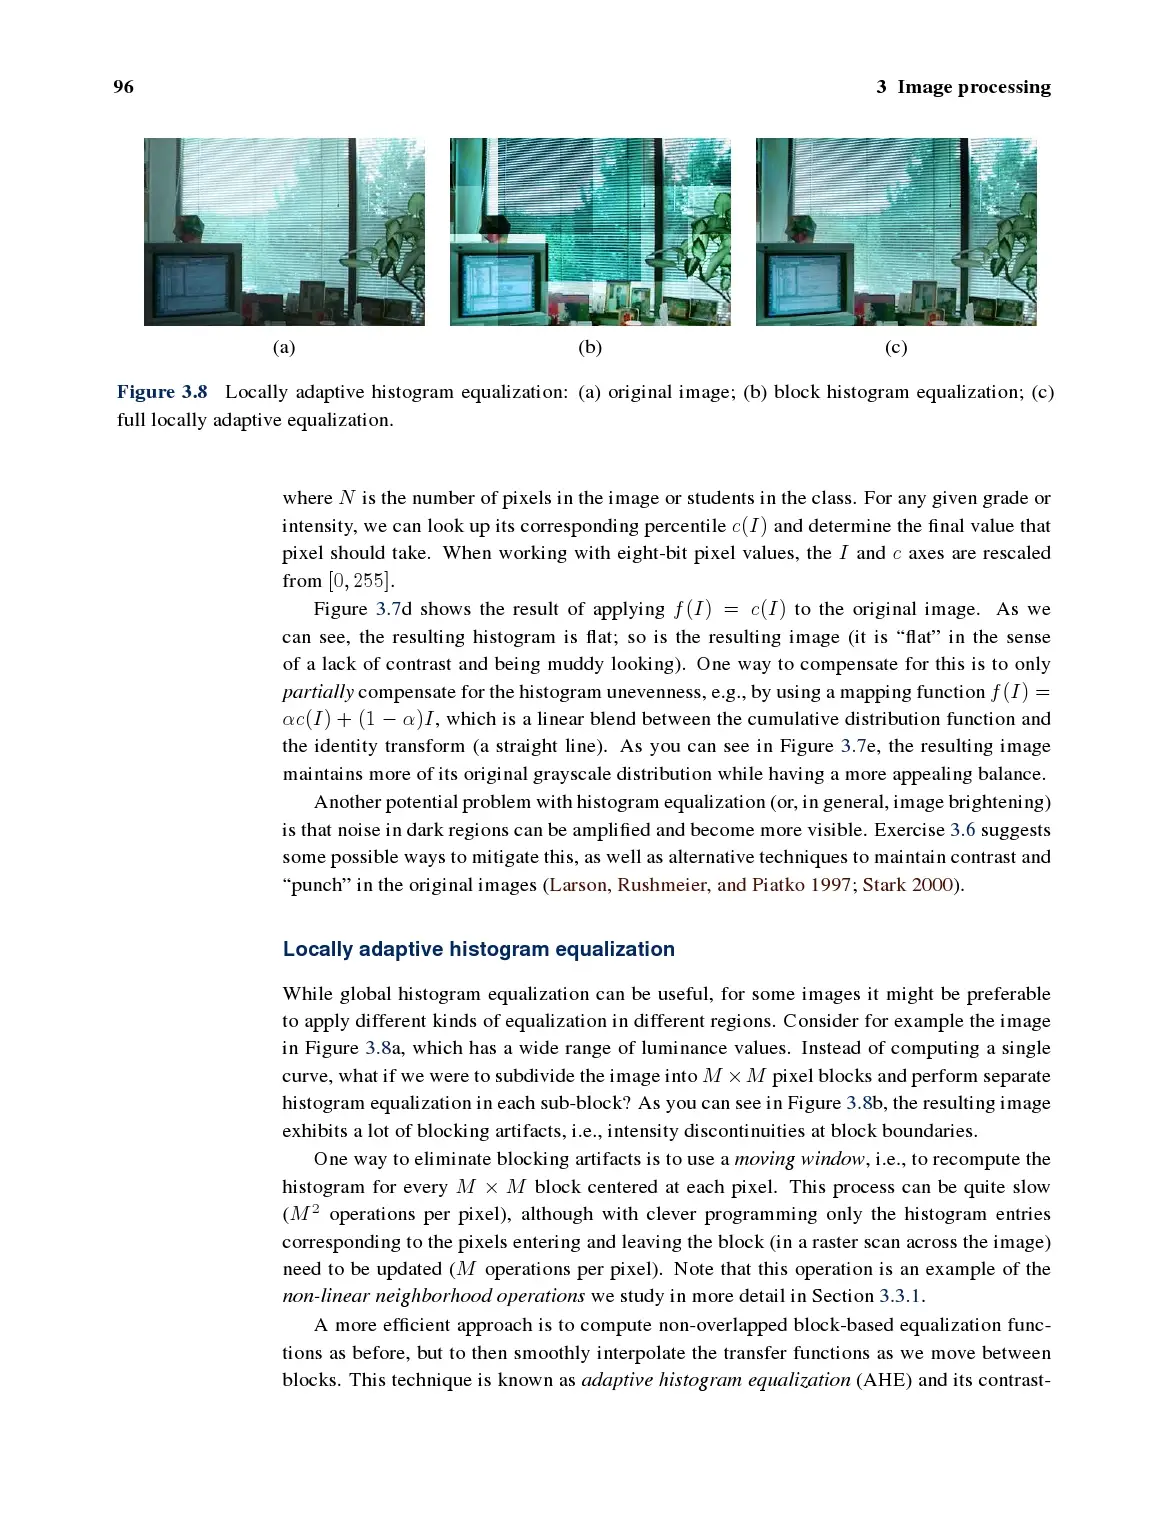 96
3 Image processing
(a)
(b)
(c)
Figure 3.8 Locally adaptive histogram equalization: (a) original image; (b) block histogram equalization; (c)
full locally adaptive equalization.
where N is the number of pixels in the image or students in the class. For any given grade or
intensity, we can look up its corresponding percentile c(I) and determine the final value that
pixel should take. When working with eight-bit pixel values, the I and c axes are rescaled
from [0, 255].
Figure 3.7d shows the result of applying f(I) = c(I) to the original image. As we
can see, the resulting histogram is flat; so is the resulting image (it is “flat” in the sense
of a lack of contrast and being muddy looking). One way to compensate for this is to only
partially compensate for the histogram unevenness, e.g., by using a mapping function f(I) =
αc(I) + (1 − α)I, which is a linear blend between the cumulative distribution function and
the identity transform (a straight line). As you can see in Figure 3.7e, the resulting image
maintains more of its original grayscale distribution while having a more appealing balance.
Another potential problem with histogram equalization (or, in general, image brightening)
is that noise in dark regions can be amplified and become more visible. Exercise 3.6 suggests
some possible ways to mitigate this, as well as alternative techniques to maintain contrast and
“punch” in the original images (Larson, Rushmeier, and Piatko 1997; Stark 2000).
Locally adaptive histogram equalization
While global histogram equalization can be useful, for some images it might be preferable
to apply different kinds of equalization in different regions. Consider for example the image
in Figure 3.8a, which has a wide range of luminance values. Instead of computing a single
curve, what if we were to subdivide the image into M × M pixel blocks and perform separate
histogram equalization in each sub-block? As you can see in Figure 3.8b, the resulting image
exhibits a lot of blocking artifacts, i.e., intensity discontinuities at block boundaries.
One way to eliminate blocking artifacts is to use a moving window, i.e., to recompute the
histogram for every M × M block centered at each pixel. This process can be quite slow
(M² operations per pixel), although with clever programming only the histogram entries
corresponding to the pixels entering and leaving the block (in a raster scan across the image)
need to be updated (M operations per pixel). Note that this operation is an example of the
non-linear neighborhood operations we study in more detail in Section 3.3.1.
A more efficient approach is to compute non-overlapped block-based equalization func-
tions as before, but to then smoothly interpolate the transfer functions as we move between
blocks. This technique is known as adaptive histogram equalization (AHE) and its contrast-